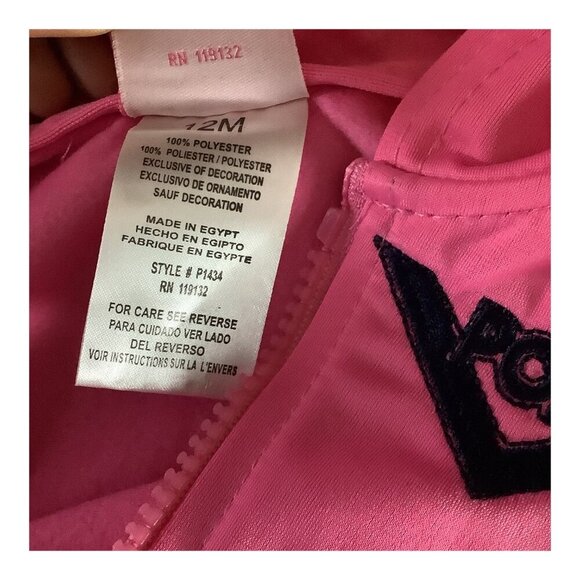 RN 119132
12M
100% POLYESTER
100% POLIESTER / POLYESTER
EXCLUSIVE OF DECORATION
EXCLUSIVO DE ORNAMENTO
SAUF DECORATION
MADE IN EGYPT
HECHO EN EGIPTO
FABRIQUE EN EGYPTE
STYLE # P1434
RN 119132
FOR CARE SEE REVERSE
PARA CUIDADO VER LADO
DEL REVERSO
VOIR INSTRUCTIONS SUR LA L'ENVERS